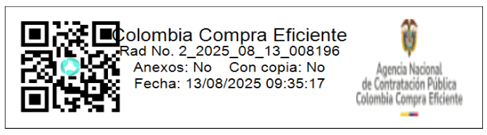 Colombia Compra Eficiente
Rad No. 2_2025_08_13_008196
Anexos: No Con copia: No
Fecha: 13/08/2025 09:35:17
Agencia Nacional
de Contratación Pública
Colombia Compra Eficiente